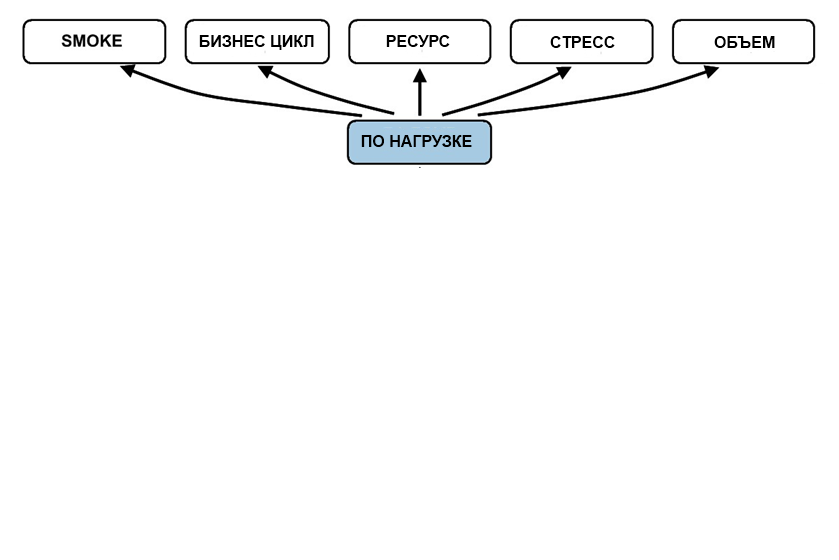 SMOKE
БИЗНЕС ЦИКЛ
РЕСУРС
СТРЕСС
ОБЪЕМ
ПО НАГРУЗКЕ